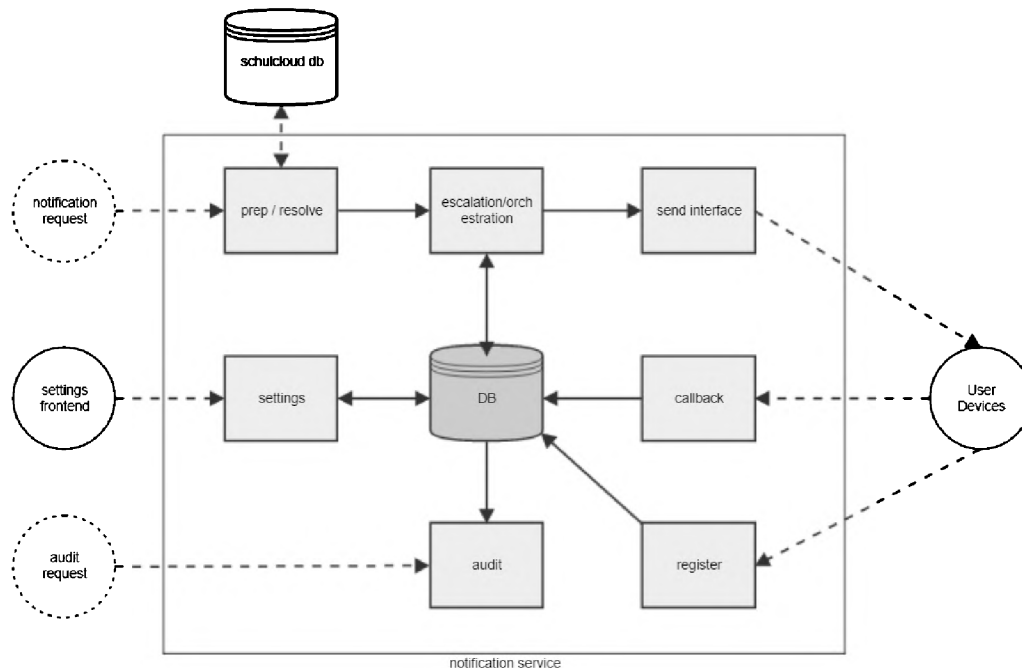 schulcloud db
notification
request
prep / resolve
escalation/orch
estration
send interface
settings
frontend
settings
DB
callback
User
Devices
audit
request
audit
register
notification service